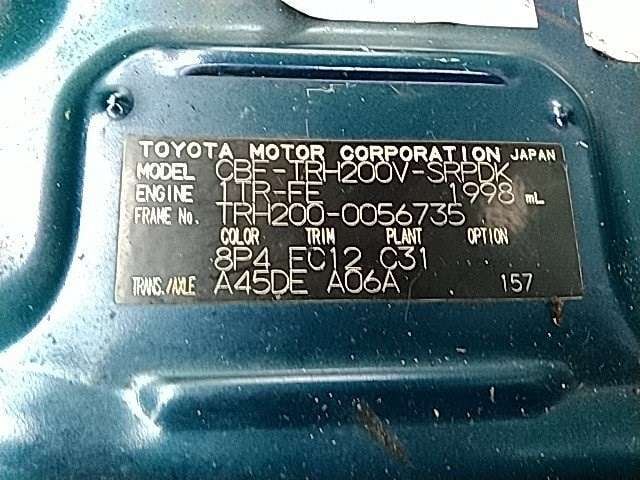 TOYOTA MOTOR CORPORATION JAPAN
MODEL CBF-TRH200V-SRPDK
ENGINE 1TR-FE 1998 mL
FRAME No. TRH200-0056735
COLOR TRIM PLANT OPTION
8P4 EC12 C31
TRANS./AXLE A45DE A06A 157